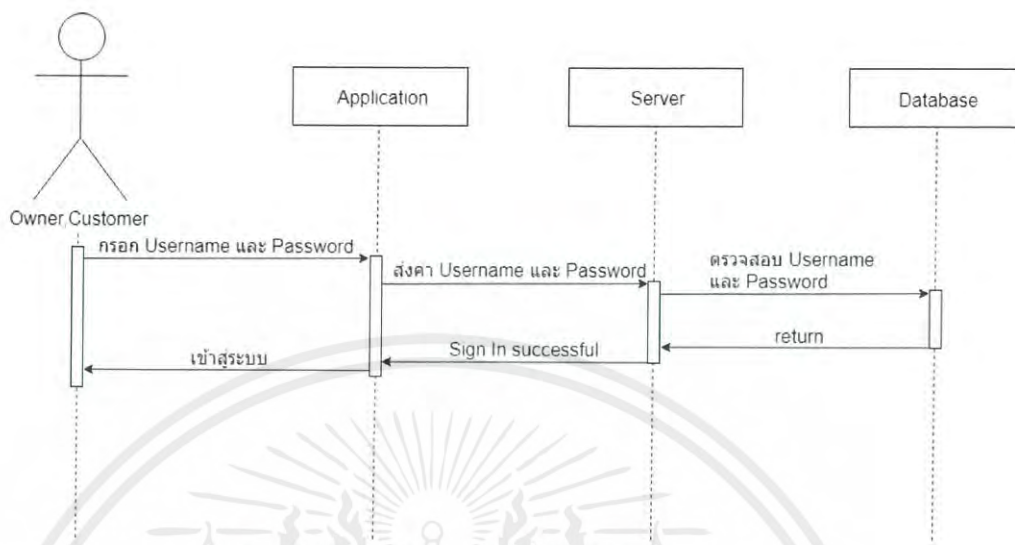 Application
Server
Database
Owner,Customer
กรอก Username และ Password
ส่งค่า Username และ Password
ตรวจสอบ Username
และ Password
return
Sign In successful
เข้าสู่ระบบ